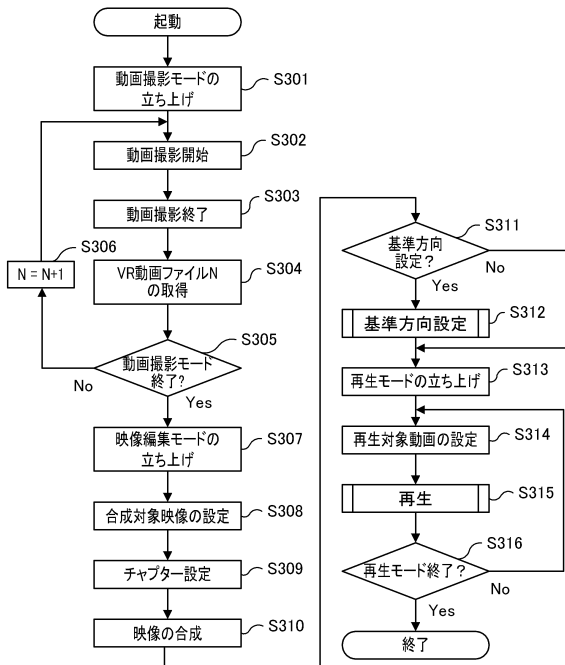 起動
動画撮影モードの
立ち上げ
S301
動画撮影開始
S302
動画撮影終了
S303
VR動画ファイルN
の取得
S304
動画撮影モード
終了?
S305
No
Yes
N = N+1
S306
映像編集モードの
立ち上げ
S307
合成対象映像の設定
S308
チャプター設定
S309
映像の合成
S310
基準方向
設定?
S311
No
Yes
基準方向設定
S312
再生モードの立ち上げ
S313
再生対象動画の設定
S314
再生
S315
再生モード終了?
S316
No
Yes
終了